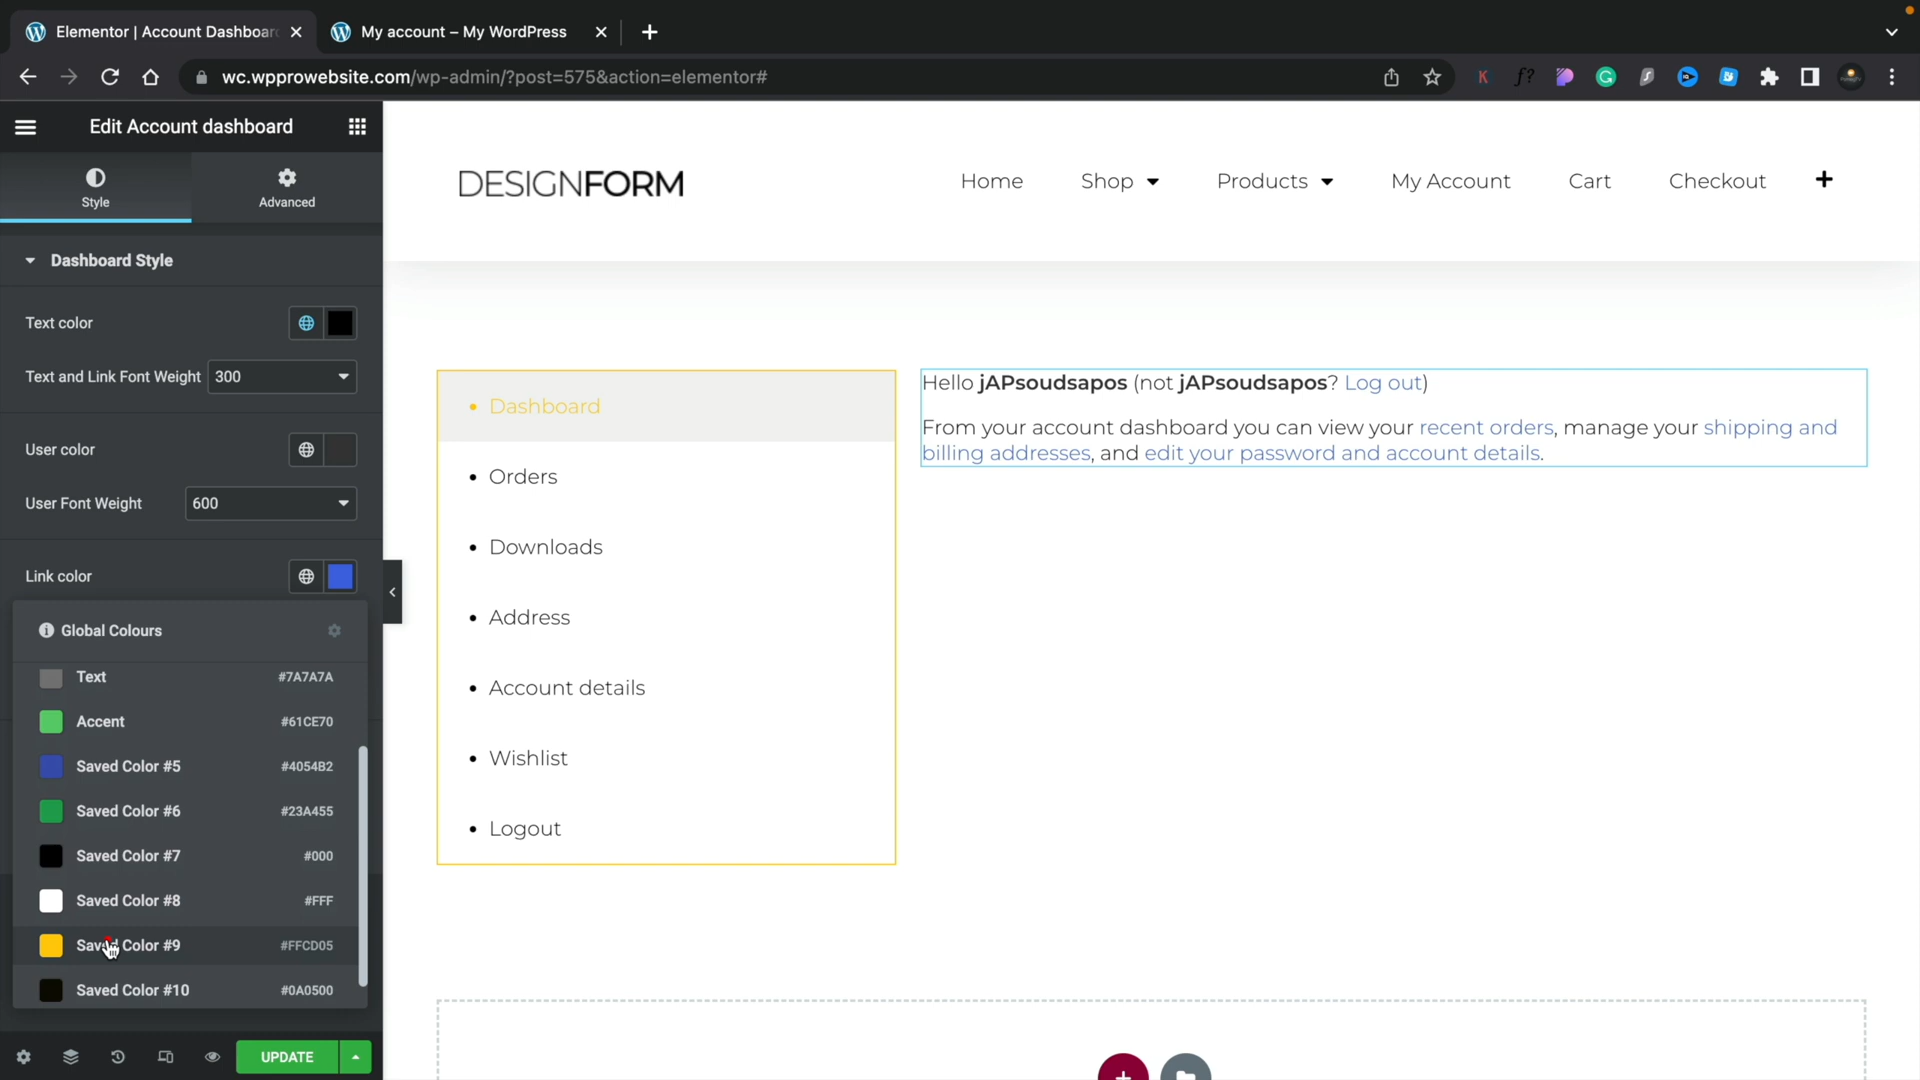 Elementor | Account Dashboar
My account – My WordPress
wc.wpprowebsite.com/wp-admin/?post=575&action=elementor#
Edit Account dashboard
Style
Advanced
Dashboard Style
Text color
Text and Link Font Weight 300
User color
User Font Weight 600
Link color
Global Colours
Text #7A7A7A
Accent #61CE70
Saved Color #5 #4054B2
Saved Color #6 #23A455
Saved Color #7 #000
Saved Color #8 #FFF
Saved Color #9 #FFCD05
Saved Color #10 #0A0500
UPDATE
DESIGNFORM
Home Shop Products My Account Cart Checkout
Dashboard
Orders
Downloads
Address
Account details
Wishlist
Logout
Hello jAPsoudsapos (not jAPsoudsapos? Log out)
From your account dashboard you can view your recent orders, manage your shipping and
billing addresses, and edit your password and account details.